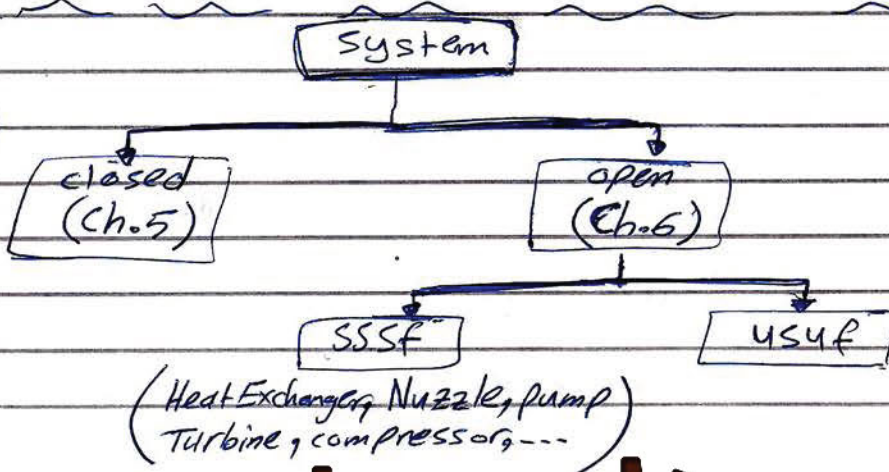 System
closed
(Ch.5)
open
(Ch.6)
SSSf
usuf
(Heat Exchanger, Nuzzle, pump
Turbine, compressor, ---)